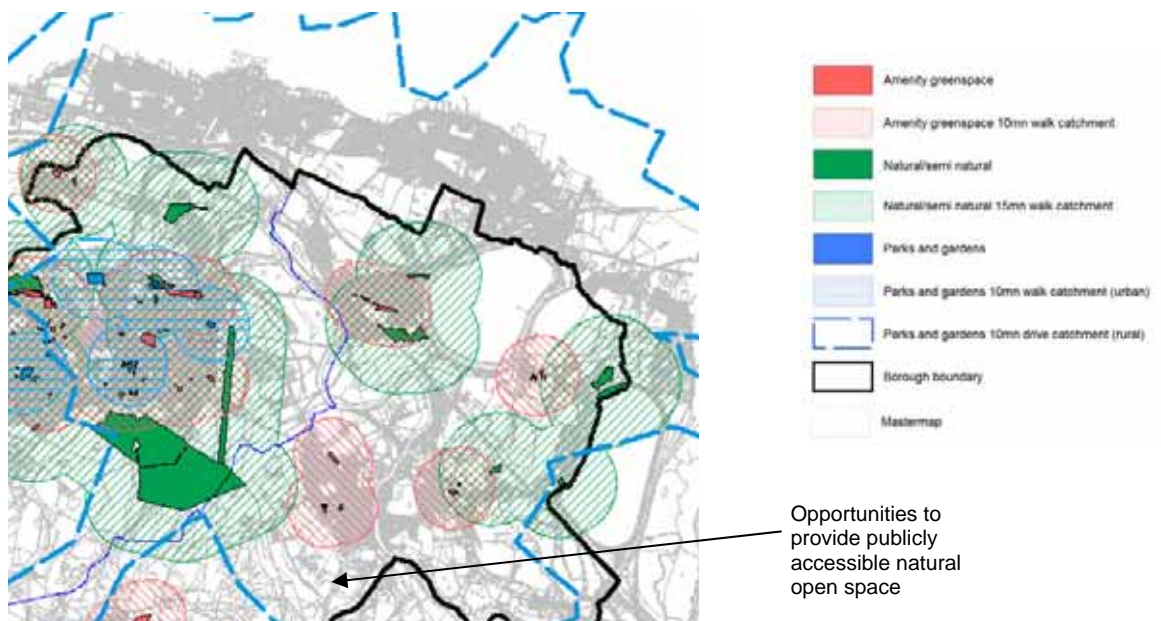 Amenity greenspace
Amenity greenspace 10mn walk catchment
Natural/semi natural
Natural/semi natural 15mn walk catchment
Parks and gardens
Parks and gardens 10mn walk catchment (urban)
Parks and gardens 10mn drive catchment (rural)
Borough boundary
Mastermap
Opportunities to
provide publicly
accessible natural
open space